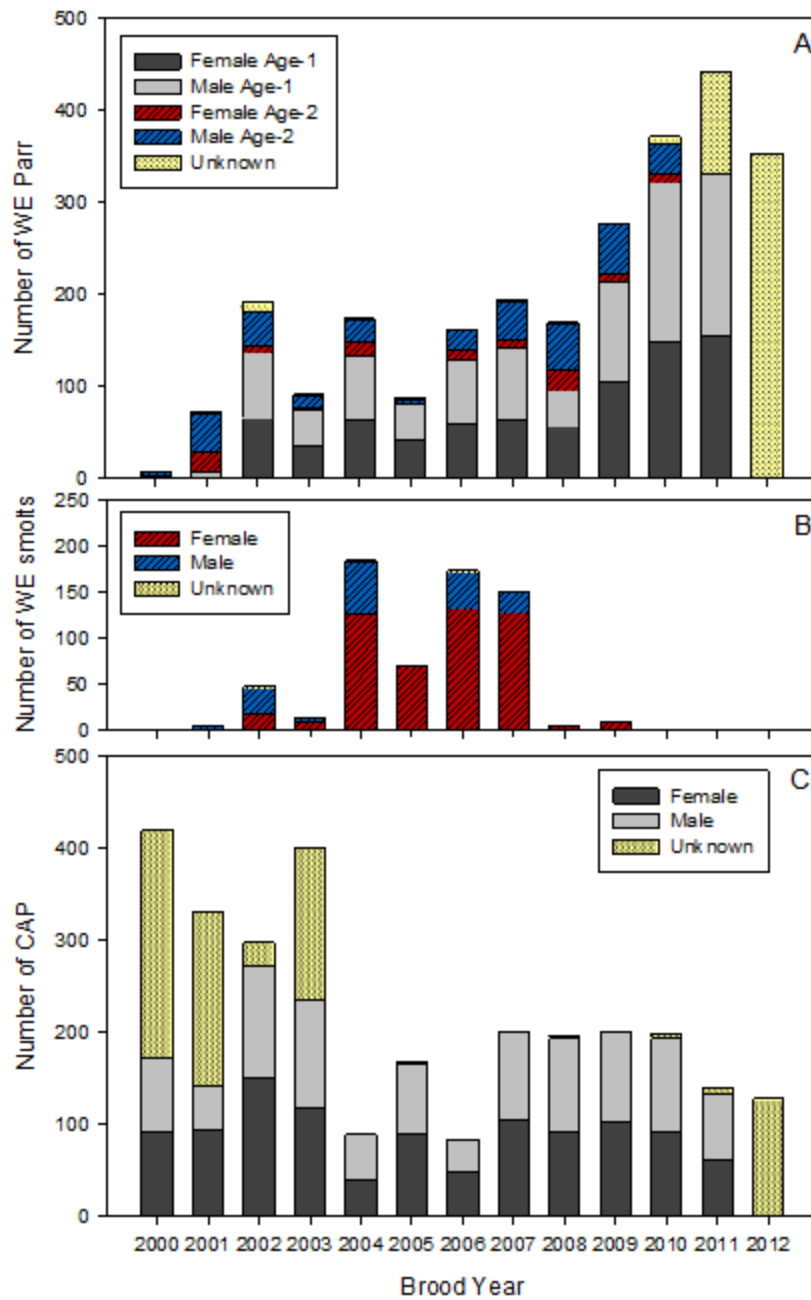 A
Female Age-1
Male Age-1
Female Age-2
Male Age-2
Unknown
Number of WE Parr
500
400
300
200
100
0
B
Female
Male
Unknown
Number of WE smolts
250
200
150
100
50
0
C
Female
Male
Unknown
Number of CAP
500
400
300
200
100
0
2000 2001 2002 2003 2004 2005 2006 2007 2008 2009 2010 2011 2012
Brood Year